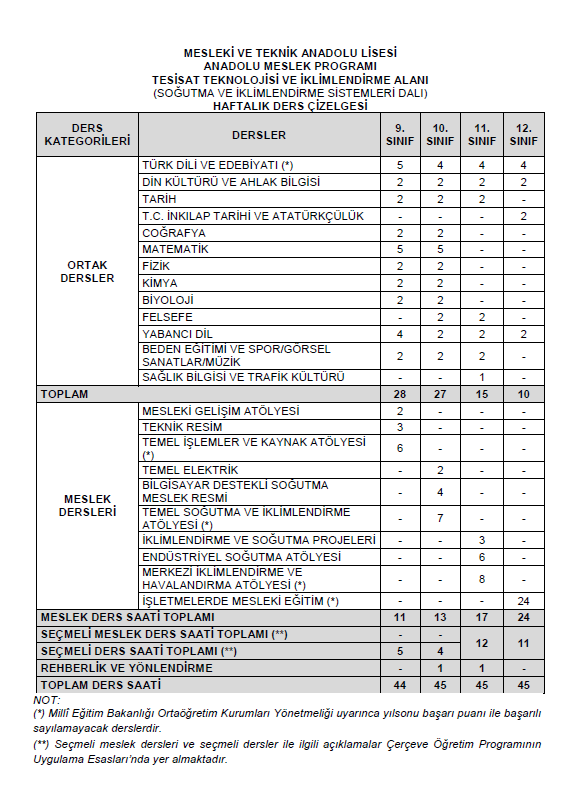 MESLEKİ VE TEKNİK ANADOLU LİSESİ
ANADOLU MESLEK PROGRAMI
TESİSAT TEKNOLOJİSİ VE İKLİMLENDİRME ALANI
(SOĞUTMA VE İKLİMLENDİRME SİSTEMLERİ DALI)
HAFTALIK DERS ÇİZELGESİ
DERS KATEGORİLERİ DERSLER 9. SINIF 10. SINIF 11. SINIF 12. SINIF
ORTAK DERSLER
TÜRK DİLİ VE EDEBİYATI (*) 5 4 4 4
DİN KÜLTÜRÜ VE AHLAK BİLGİSİ 2 2 2 2
TARİH 2 2 2 -
T.C. İNKILAP TARİHİ VE ATATÜRKÇÜLÜK - - - 2
COĞRAFYA 2 2 - -
MATEMATİK 5 5 - -
FİZİK 2 2 - -
KİMYA 2 2 - -
BİYOLOJİ 2 2 - -
FELSEFE - 2 2 -
YABANCI DİL 4 2 2 2
BEDEN EĞİTİMİ VE SPOR/GÖRSEL
SANATLAR/MÜZİK 2 2 2 -
SAĞLIK BİLGİSİ VE TRAFİK KÜLTÜRÜ - - 1 -
TOPLAM 28 27 15 10
MESLEK DERSLERİ
MESLEKİ GELİŞİM ATÖLYESİ 2 - - -
TEKNİK RESİM 3 - - -
TEMEL İŞLEMLER VE KAYNAK ATÖLYESİ
(*) 6 - - -
TEMEL ELEKTRİK - 2 - -
BİLGİSAYAR DESTEKLİ SOĞUTMA
MESLEK RESMİ - 4 - -
TEMEL SOĞUTMA VE İKLİMLENDİRME
ATÖLYESİ (*) - 7 - -
İKLİMLENDİRME VE SOĞUTMA PROJELERİ - - 3 -
ENDÜSTRİYEL SOĞUTMA ATÖLYESİ - - 6 -
MERKEZİ İKLİMLENDİRME VE
HAVALANDIRMA ATÖLYESİ (*) - - 8 -
İŞLETMELERDE MESLEKİ EĞİTİM (*) - - - 24
MESLEK DERS SAATİ TOPLAMI 11 13 17 24
SEÇMELİ MESLEK DERS SAATİ TOPLAMI (**) - - 12 11
SEÇMELİ DERS SAATİ TOPLAMI (**) 5 4
REHBERLİK VE YÖNLENDİRME - 1 1 -
TOPLAM DERS SAATİ 44 45 45 45
NOT:
(*) Millî Eğitim Bakanlığı Ortaöğretim Kurumları Yönetmeliği uyarınca yılsonu başarı puanı ile başarılı
sayılamayacak derslerdir.
(**) Seçmeli meslek dersleri ve seçmeli dersler ile ilgili açıklamalar Çerçeve Öğretim Programının
Uygulama Esasları'nda yer almaktadır.